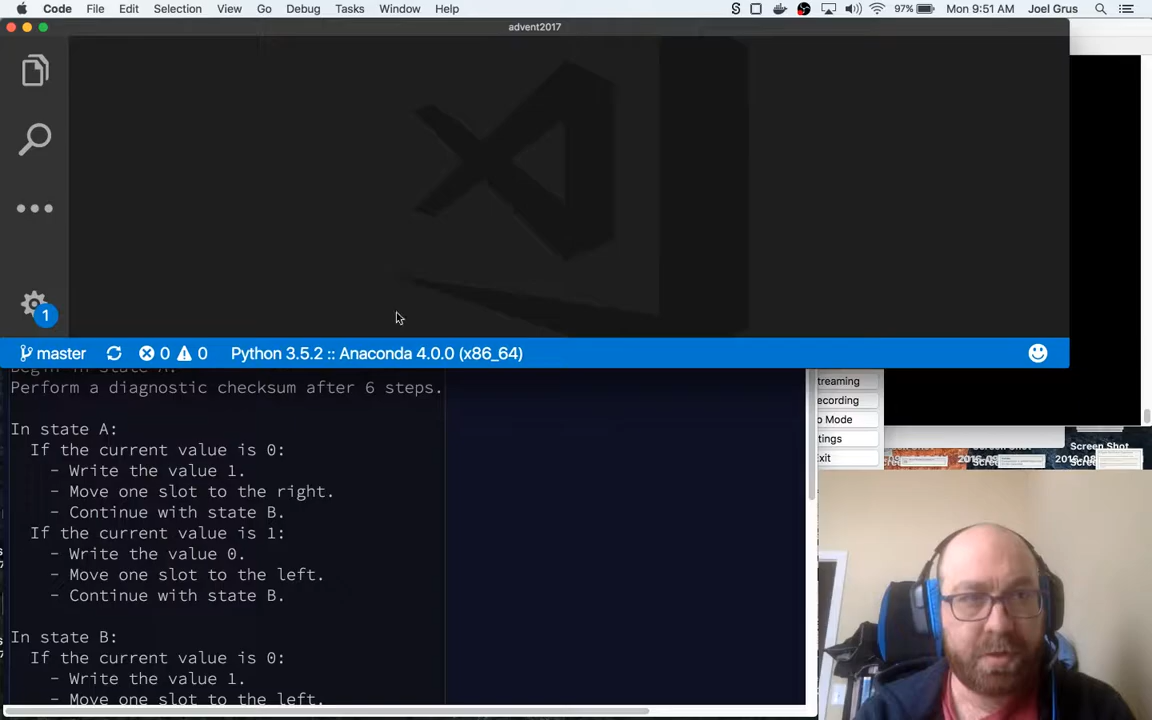 Code File Edit Selection View Go Debug Tasks Window Help 97% Mon 9:51 AM Joel Grus
advent2017
1
master 0 0 Python 3.5.2 :: Anaconda 4.0.0 (x86_64)
Begin in state A.
Perform a diagnostic checksum after 6 steps.
In state A:
If the current value is 0:
- Write the value 1.
- Move one slot to the right.
- Continue with state B.
If the current value is 1:
- Write the value 0.
- Move one slot to the left.
- Continue with state B.
In state B:
If the current value is 0:
- Write the value 1.
- Move one slot to the left.
treaming
ecording
o Mode
tings
xit
Screen Shot